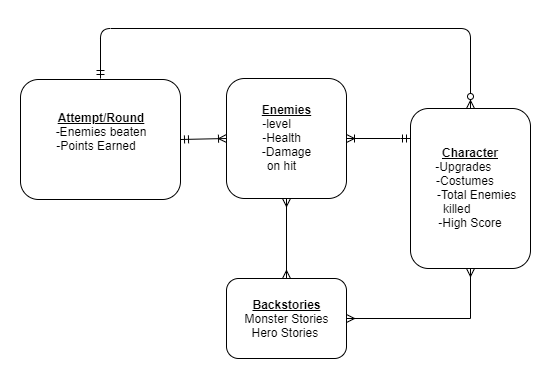 Attempt/Round
-Enemies beaten
-Points Earned
Enemies
-level
-Health
-Damage
on hit
Character
-Upgrades
-Costumes
-Total Enemies
killed
-High Score
Backstories
Monster Stories
Hero Stories